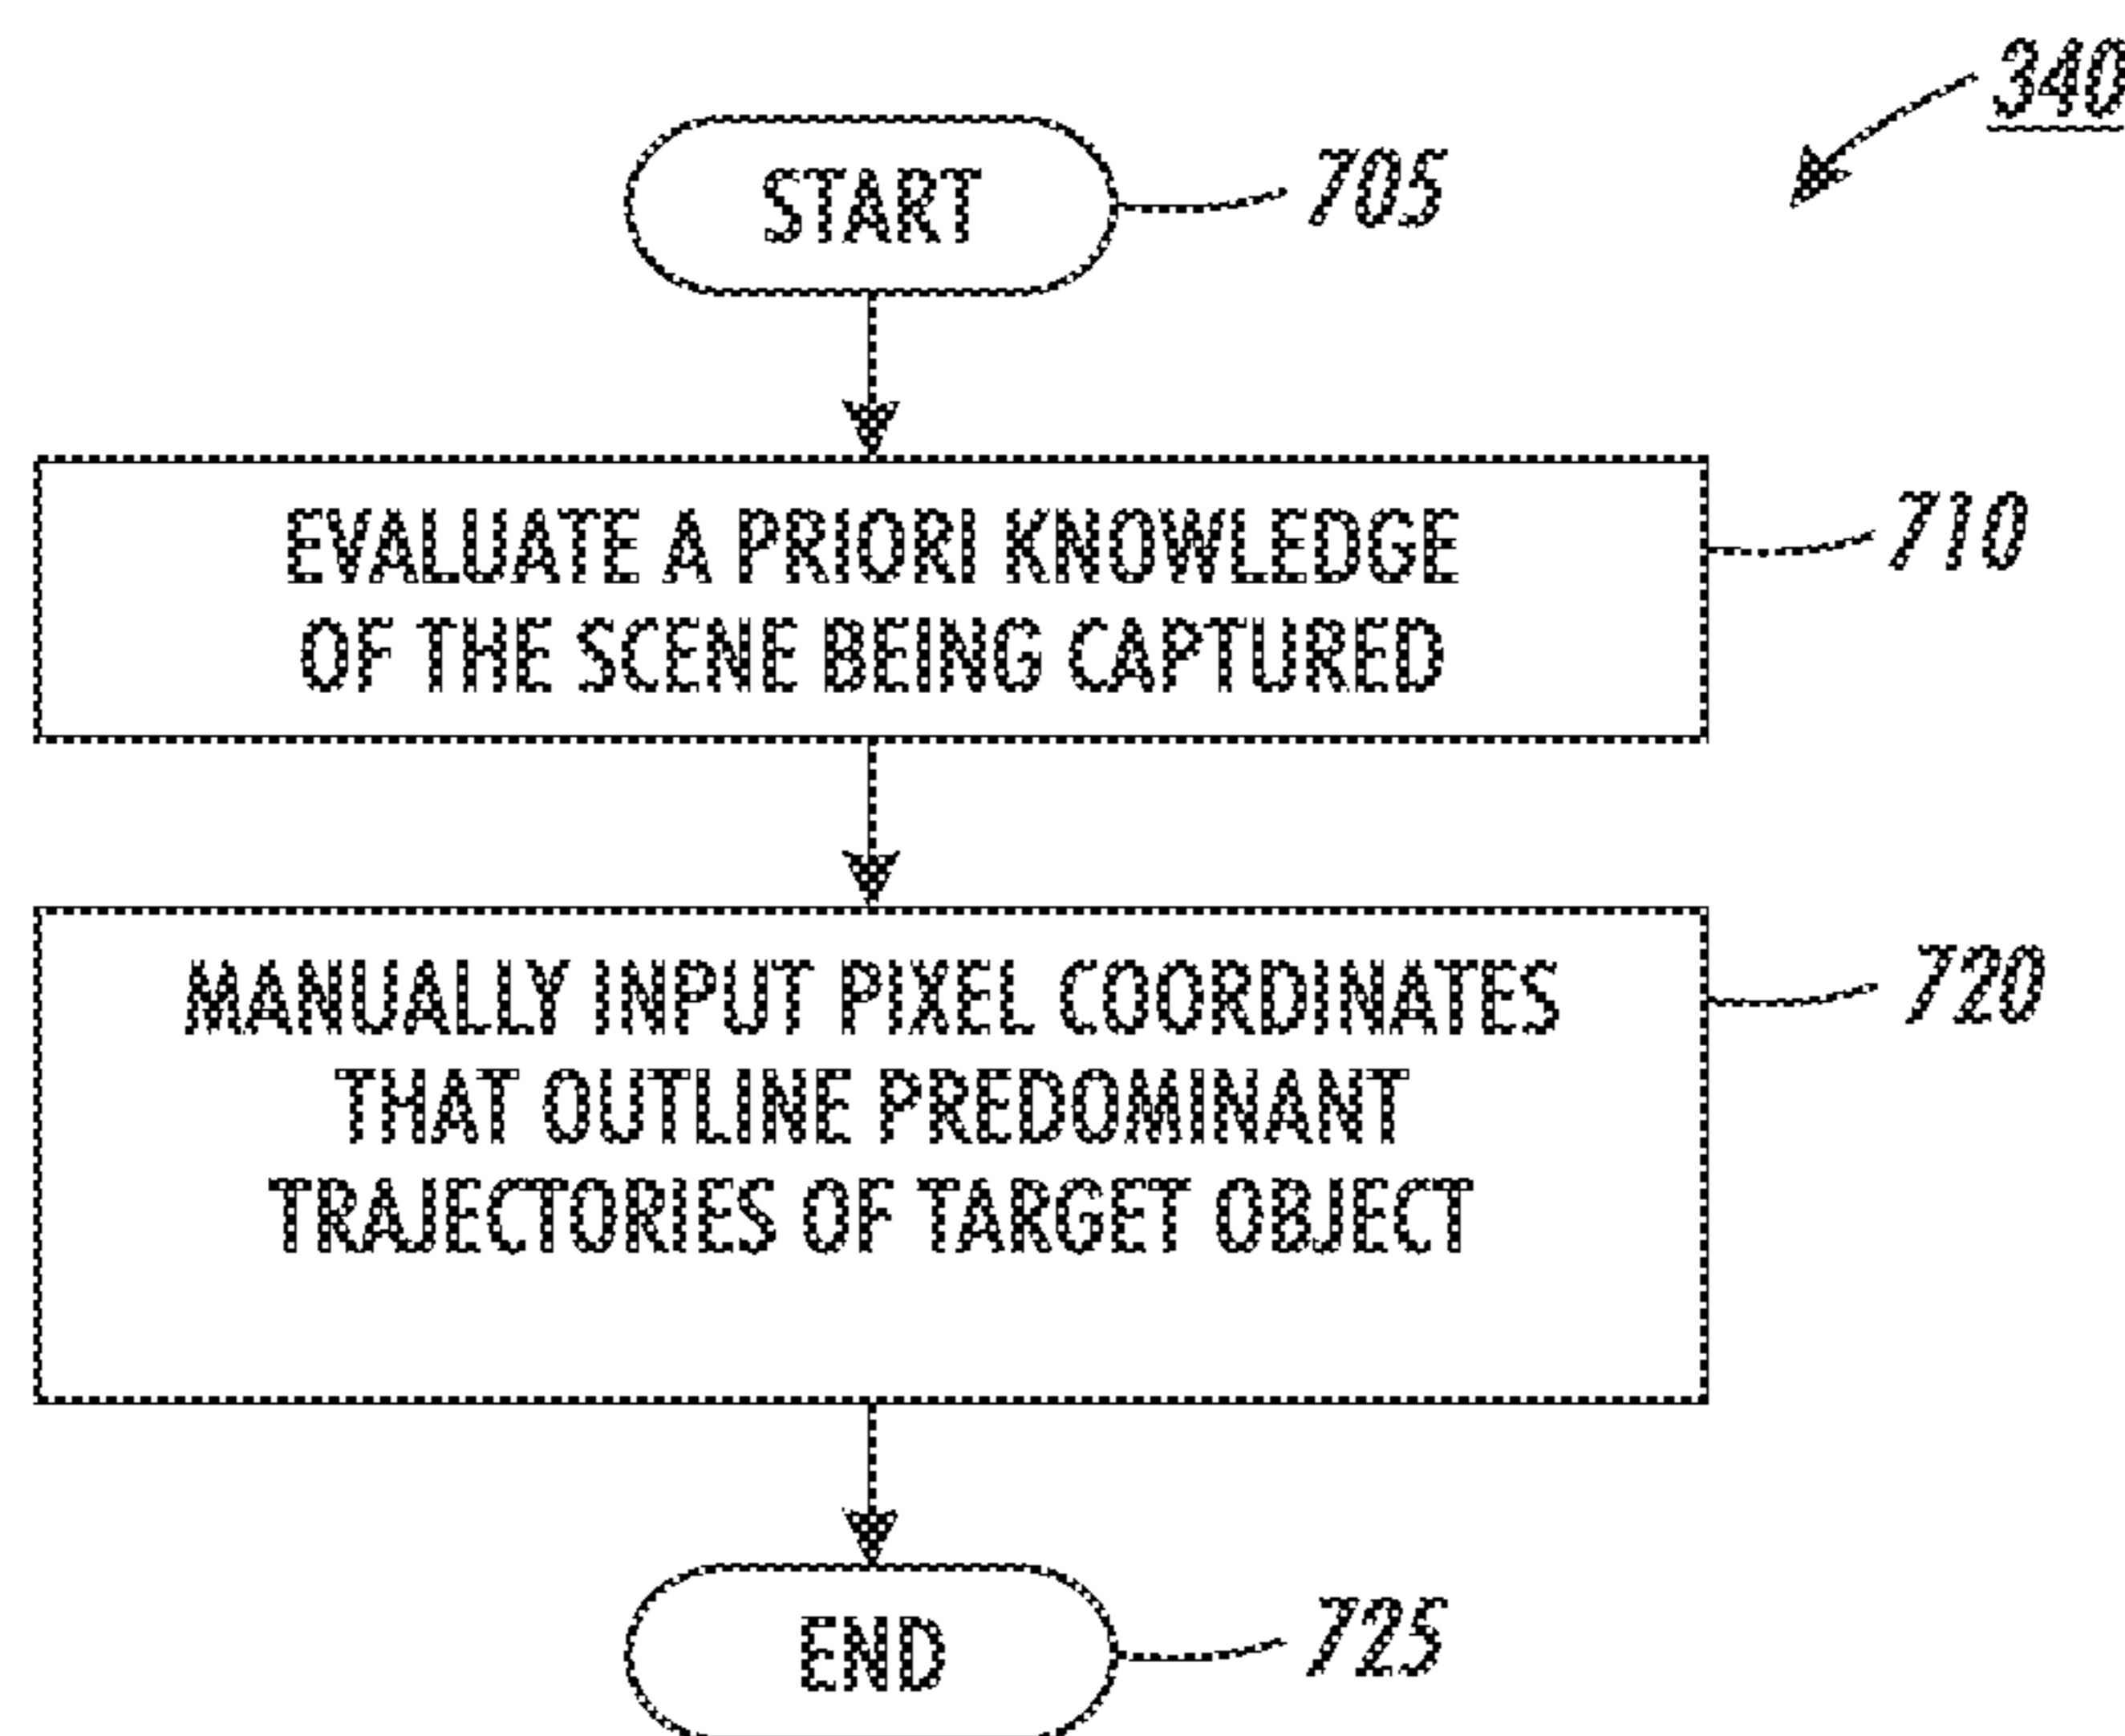 340
START
705
EVALUATE A PRIORI KNOWLEDGE
OF THE SCENE BEING CAPTURED
710
MANUALLY INPUT PIXEL COORDINATES
THAT OUTLINE PREDOMINANT
TRAJECTORIES OF TARGET OBJECT
720
END
725